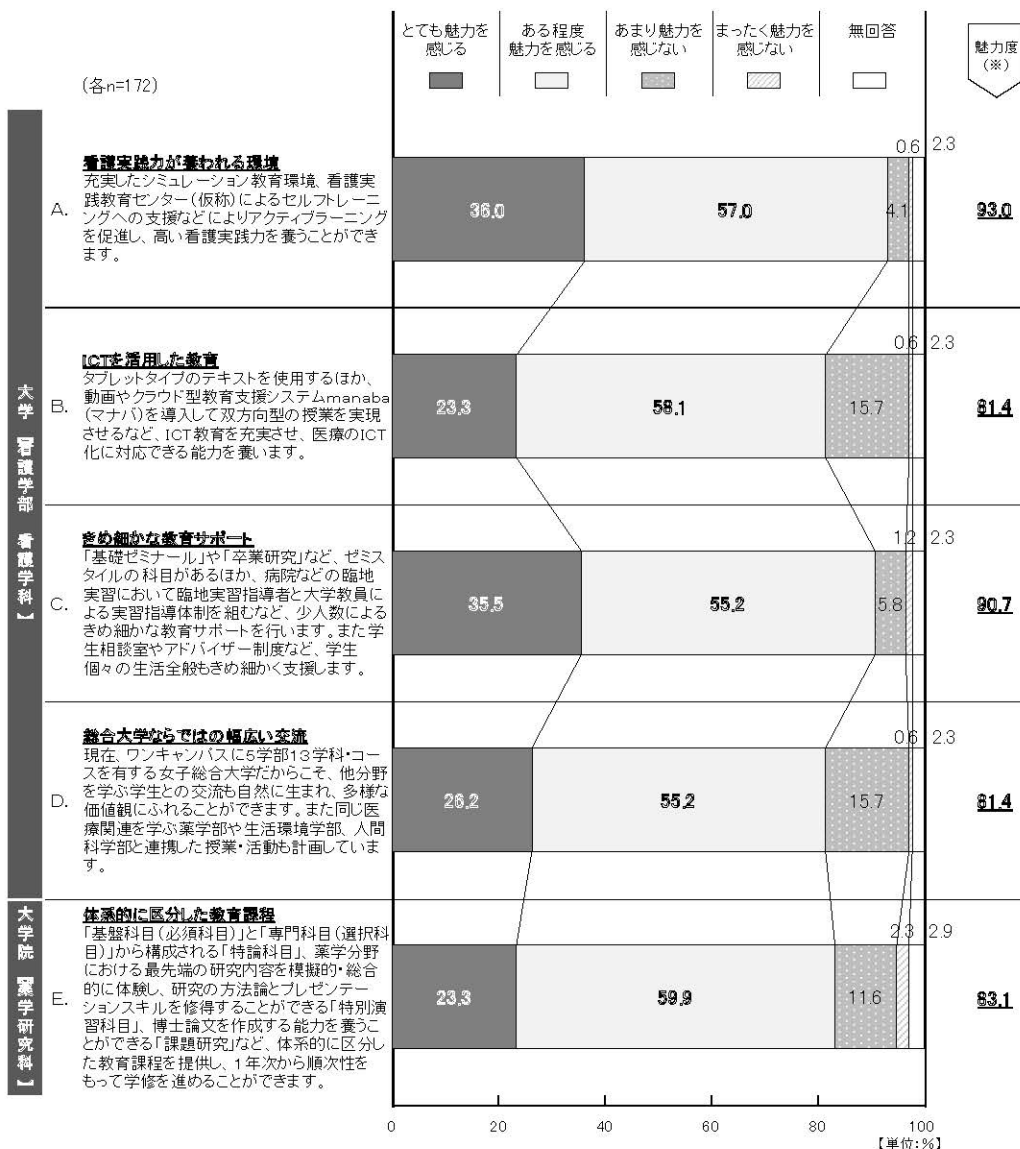 とても魅力を
感じる
ある程度
魅力を感じる
あまり魅力を
感じない
まったく魅力を
感じない
無回答
魅力度
(※)
(各n=172)
大学【看護学部 看護学科】
A.
看護実践力が養われる環境
充実したシミュレーション教育環境、看護実
践教育センター(仮称)によるセルフトレーニ
ングへの支援などによりアクティブラーニング
を促進し、高い看護実践力を養うことができ
ます。
36.0
57.0
4.1
0.6
2.3
93.0
B.
ICTを活用した教育
タブレットタイプのテキストを使用するほか、
動画やクラウド型教育支援システムmanaba
(マナバ)を導入して双方向型の授業を実現
させるなど、ICT教育を充実させ、医療のICT
化に対応できる能力を養います。
23.3
58.1
15.7
0.6
2.3
81.4
C.
きめ細かな教育サポート
「基礎ゼミナール」や「卒業研究」など、ゼミス
タイルの科目があるほか、病院などの臨地
実習において臨地実習指導者と大学教員に
よる実習指導体制を組むなど、少人数による
きめ細かな教育サポートを行います。また学
生相談室やアドバイザー制度など、学生
個々の生活全般もきめ細かく支援します。
35.5
55.2
5.8
1.2
2.3
90.7
D.
総合大学ならではの幅広い交流
現在、ワンキャンパスに5学部13学科・コー
スを有する女子総合大学だからこそ、他分野
を学ぶ学生との交流も自然に生まれ、多様な
価値観にふれることができます。また同じ医
療関連を学ぶ薬学部や生活環境学部、人間
科学部と連携した授業・活動も計画していま
す。
26.2
55.2
15.7
0.6
2.3
81.4
大学院【薬学研究科】
E.
体系的に区分した教育課程
「基盤科目(必須科目)」と「専門科目(選択科
目)」から構成される「特論科目」、薬学分野
における最先端の研究内容を模擬的・総合
的に体験し、研究の方法論とプレゼンテー
ションスキルを修得することができる「特別演
習科目」、博士論文を作成する能力を養うこ
とができる「課題研究」など、体系的に区分し
た教育課程を提供し、1年次から順次性を
もって学修を進めることができます。
23.3
59.9
11.6
2.3
2.9
83.1
0
20
40
60
80
100
【単位:%】